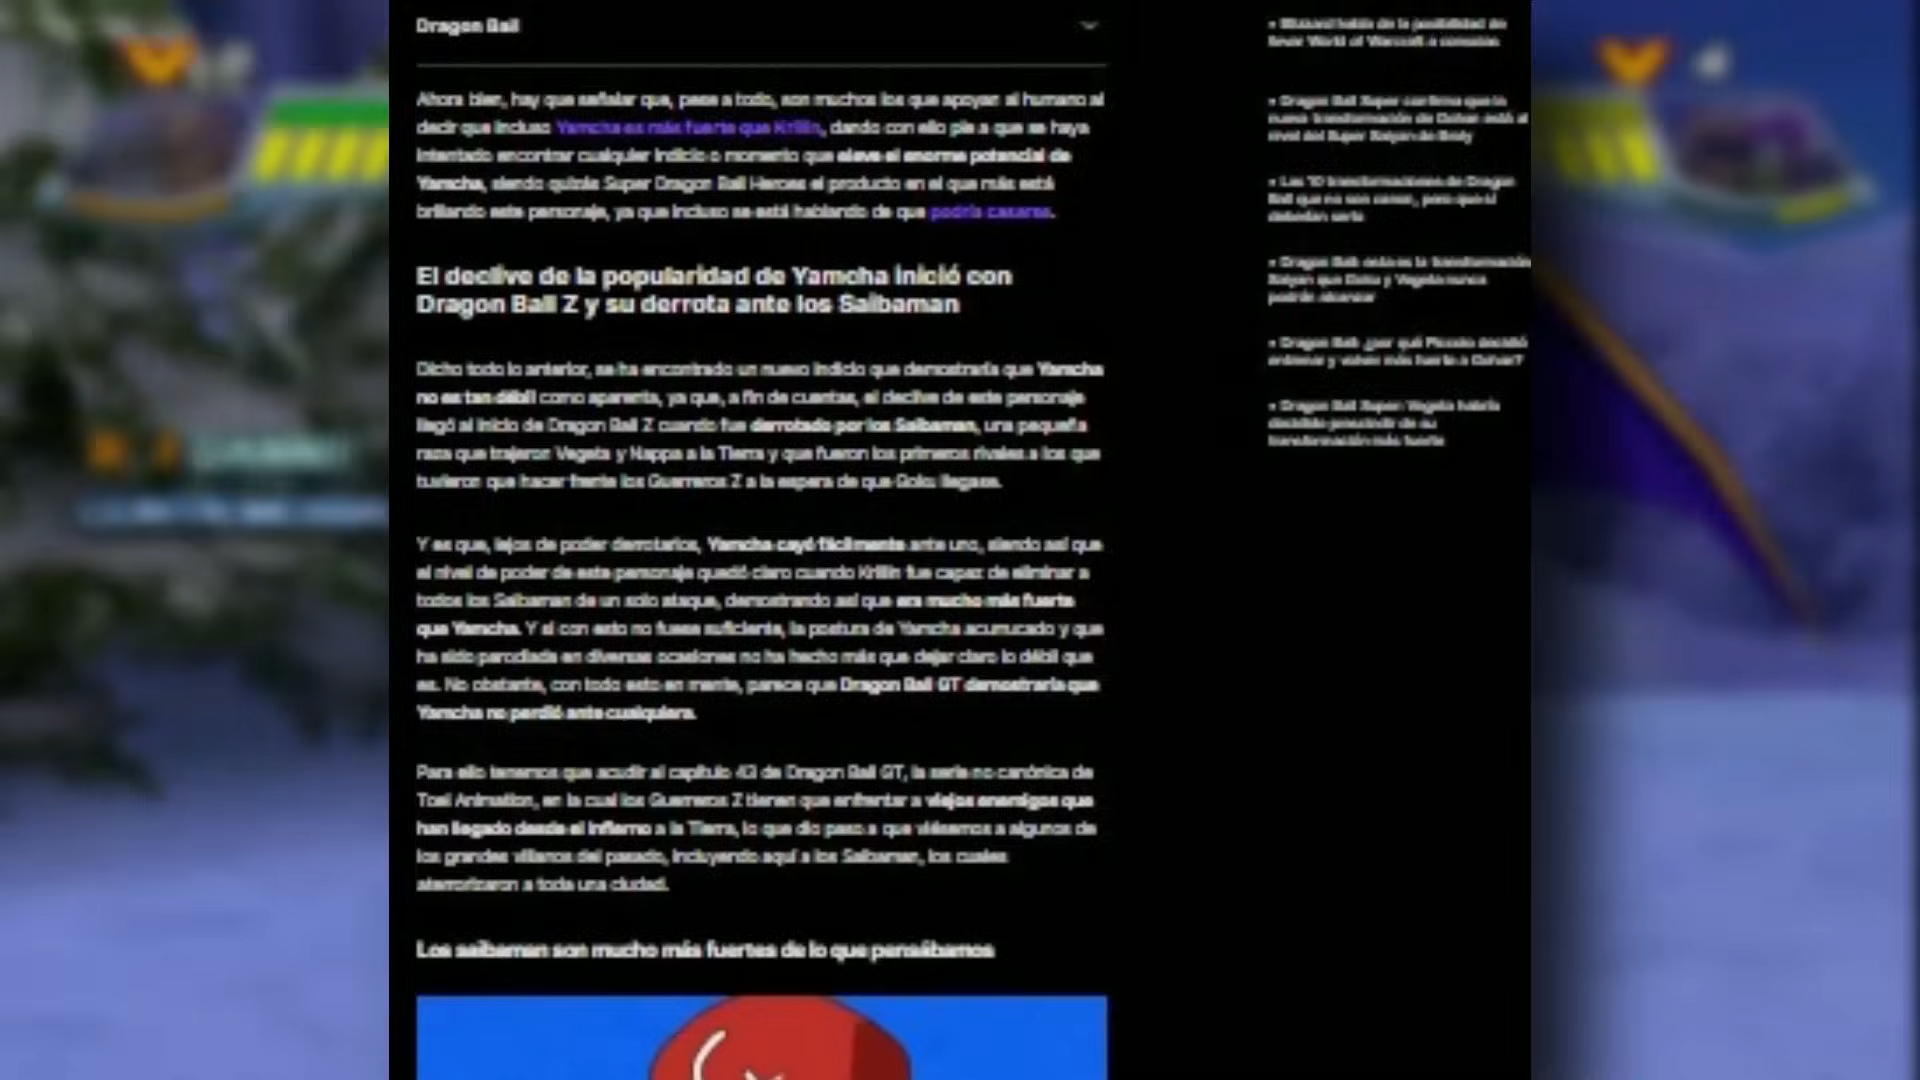 Dragon Ball
Ahora bien, hay que señalar que, pese a todo, son muchos los que apoyan al humano al
decir que incluso Yamcha es más fuerte que Krillin, dando con ello pie a que se haya
intentado encontrar cualquier indicio o momento que eleve el enorme potencial de
Yamcha, siendo quizás Super Dragon Ball Heroes el producto en el que más está
brillando este personaje, ya que incluso se está hablando de que podría casarse.
El declive de la popularidad de Yamcha inició con
Dragon Ball Z y su derrota ante los Saibaman
Dicho todo lo anterior, se ha encontrado un nuevo indicio que demostraría que Yamcha
no es tan débil como aparenta, ya que, a fin de cuentas, el declive de este personaje
llegó al inicio de Dragon Ball Z cuando fue derrotado por los Saibaman, una pequeña
raza que trajeron Vegeta y Nappa a la Tierra y que fueron los primeros rivales a los que
tuvieron que hacer frente los Guerreros Z a la espera de que Goku llegase.
Y es que, lejos de poder derrotarlos, Yamcha cayó fácilmente ante uno, siendo así que
el nivel de poder de este personaje quedó claro cuando Krillin fue capaz de eliminar a
todos los Saibaman de un solo ataque, demostrando así que era mucho más fuerte
que Yamcha. Y si con esto no fuese suficiente, la postura de Yamcha acurrucado y que
ha sido parodiada en diversas ocasiones no ha hecho más que dejar claro lo débil que
es. No obstante, con todo esto en mente, parece que Dragon Ball GT demostraría que
Yamcha no perdió ante cualquiera.
Para ello tenemos que acudir al capítulo 43 de Dragon Ball GT, la serie no canónica de
Toei Animation, en la cual los Guerreros Z tienen que enfrentar a viejos enemigos que
han llegado desde el infierno a la Tierra, lo que dio paso a que viésemos a algunos de
los grandes villanos del pasado, incluyendo aquí a los Saibaman, los cuales
aterrorizaron a toda una ciudad.
Los saibaman son mucho más fuertes de lo que pensábamos
• Blizzard habla de la posibilidad de
llevar World of Warcraft a consolas
• Dragon Ball Super confirma que la
nueva transformación de Gohan está al
nivel del Super Saiyan de Broly
• Las 10 transformaciones de Dragon
Ball que no son canon, pero que sí
deberían serlo
• Dragon Ball: esta es la transformación
Saiyan que Goku y Vegeta nunca
podrán alcanzar
• Dragon Ball: ¿por qué Piccolo decidió
entrenar y volver más fuerte a Gohan?
• Dragon Ball Super: Vegeta habría
decidido prescindir de su
transformación más fuerte